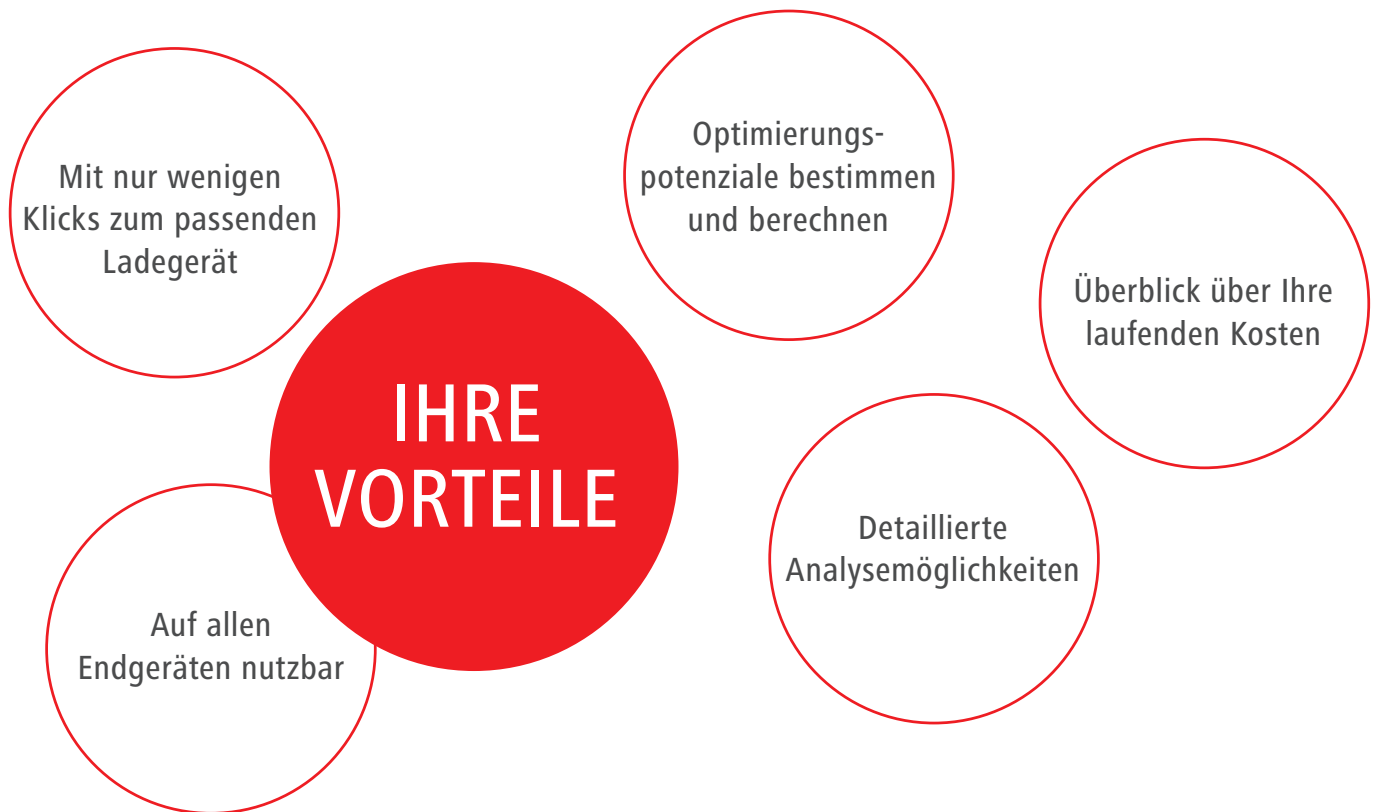 Mit nur wenigen
Klicks zum passenden
Ladegerät
Optimierungs-
potenziale bestimmen
und berechnen
Überblick über Ihre
laufenden Kosten
IHRE
VORTEILE
Detaillierte
Analysemöglichkeiten
Auf allen
Endgeräten nutzbar